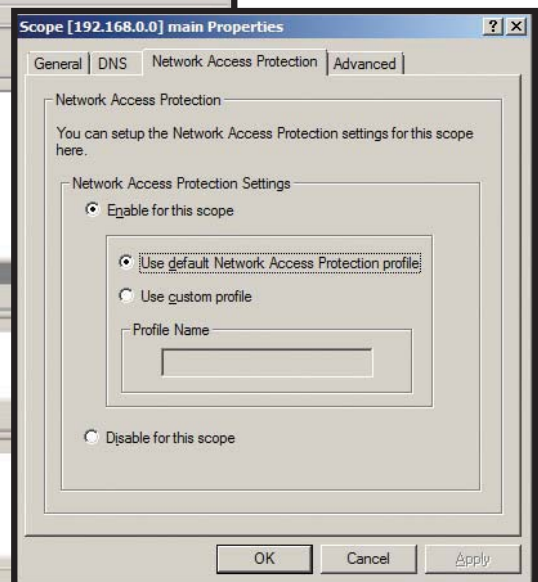 Scope [192.168.0.0] main Properties
General
DNS
Network Access Protection
Advanced
Network Access Protection
You can setup the Network Access Protection settings for this scope
here.
Network Access Protection Settings
Enable for this scope
Use default Network Access Protection profile
Use custom profile
Profile Name
Disable for this scope
OK
Cancel
Apply